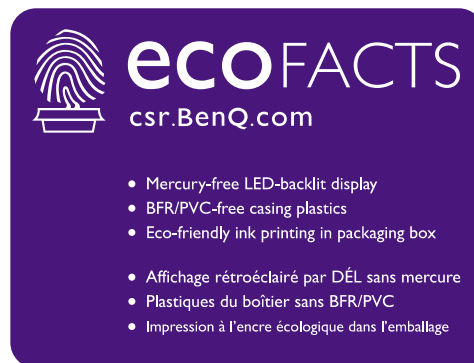 ecoFACTS
csr.BenQ.com
• Mercury-free LED-backlit display
• BFR/PVC-free casing plastics
• Eco-friendly ink printing in packaging box
• Affichage rétroéclairé par DÉL sans mercure
• Plastiques du boîtier sans BFR/PVC
• Impression à l'encre écologique dans l'emballage